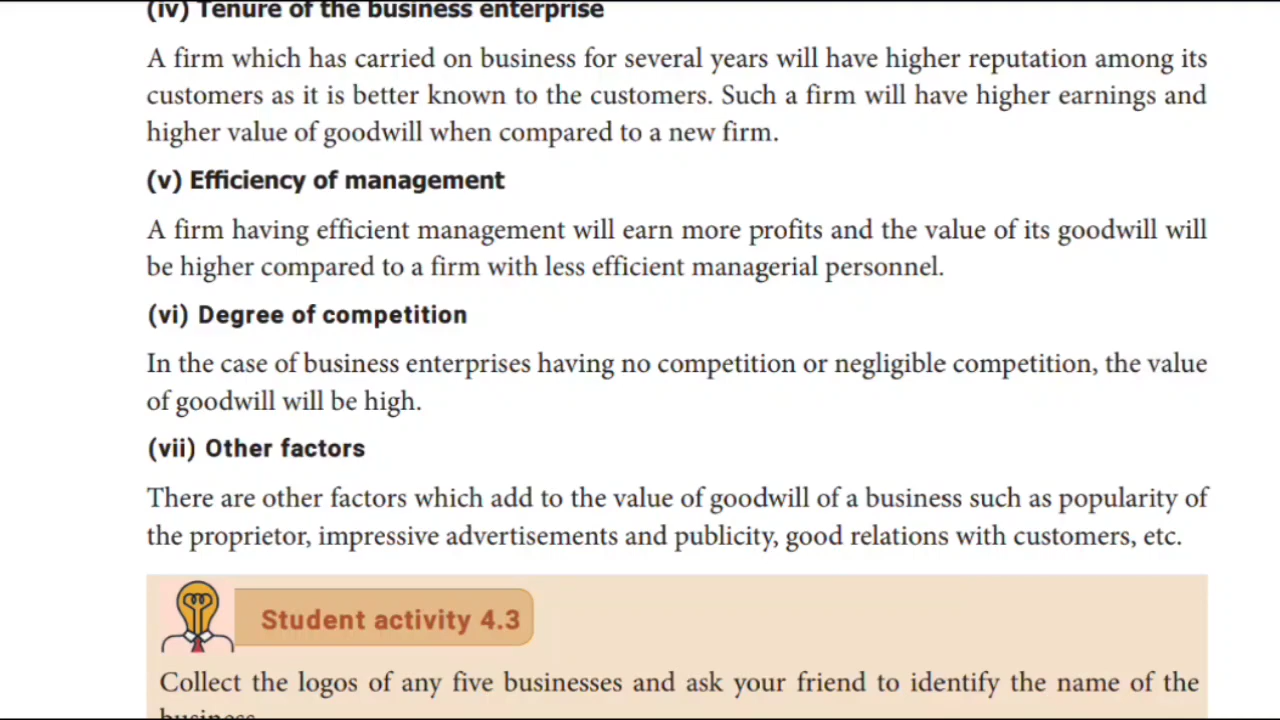 (iv) Tenure of the business enterprise
A firm which has carried on business for several years will have higher reputation among its
customers as it is better known to the customers. Such a firm will have higher earnings and
higher value of goodwill when compared to a new firm.
(v) Efficiency of management
A firm having efficient management will earn more profits and the value of its goodwill will
be higher compared to a firm with less efficient managerial personnel.
(vi) Degree of competition
In the case of business enterprises having no competition or negligible competition, the value
of goodwill will be high.
(vii) Other factors
There are other factors which add to the value of goodwill of a business such as popularity of
the proprietor, impressive advertisements and publicity, good relations with customers, etc.
Student activity 4.3
Collect the logos of any five businesses and ask your friend to identify the name of the
business